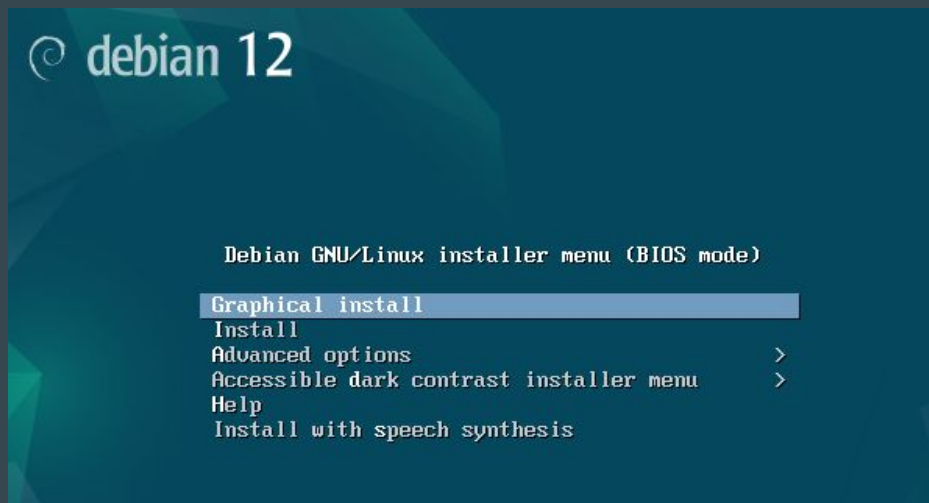 debian 12
Debian GNU/Linux installer menu (BIOS mode)
Graphical install
Install
Advanced options >
Accessible dark contrast installer menu >
Help
Install with speech synthesis